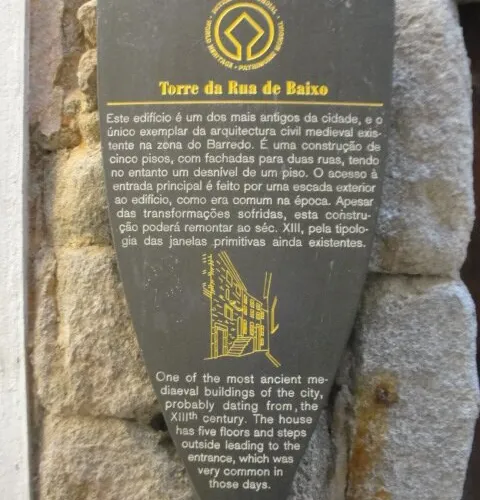 WORLD HERITAGE • PATRIMOINE MONDIAL
Torre da Rua de Baixo
Este edifício é um dos mais antigos da cidade, e o
único exemplar da arquitectura civil medieval exis-
tente na zona do Barredo. É uma construção de
cinco pisos, com fachadas para duas ruas, tendo
no entanto um desnível de um piso. O acesso à
entrada principal é feito por uma escada exterior
ao edifício, como era comum na época. Apesar
das transformações sofridas, esta constru-
ção poderá remontar ao séc. XIII, pela tipolo-
gia das janelas primitivas ainda existentes.
One of the most ancient me-
diaeval buildings of the city,
probably dating from, the
XIIIth century. The house
has five floors and steps
outside leading to the
entrance, which was
very common in
those days.